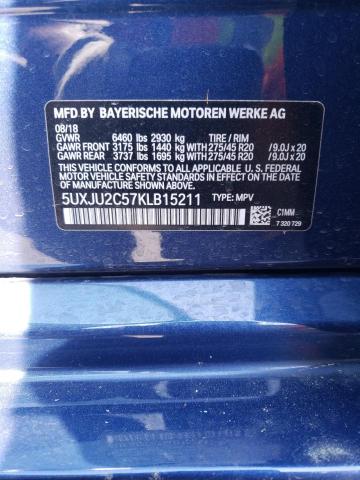 MFD BY BAYERISCHE MOTOREN WERKE AG
08/18
GVWR 6460 lbs 2930 kg TIRE / RIM
GAWR FRONT 3175 lbs 1440 kg WITH 275/45 R20 /9.0J x 20
GAWR REAR 3737 lbs 1695 kg WITH 275/45 R20 /9.0J x 20
THIS VEHICLE CONFORMS TO ALL APPLICABLE U.S. FEDERAL
MOTOR VEHICLE SAFETY STANDARDS IN EFFECT ON
THE DATE OF MANUFACTURE SHOWN ABOVE.
5UXJU2C57KLB15211 TYPE: MPV
C1MM
7 320 729